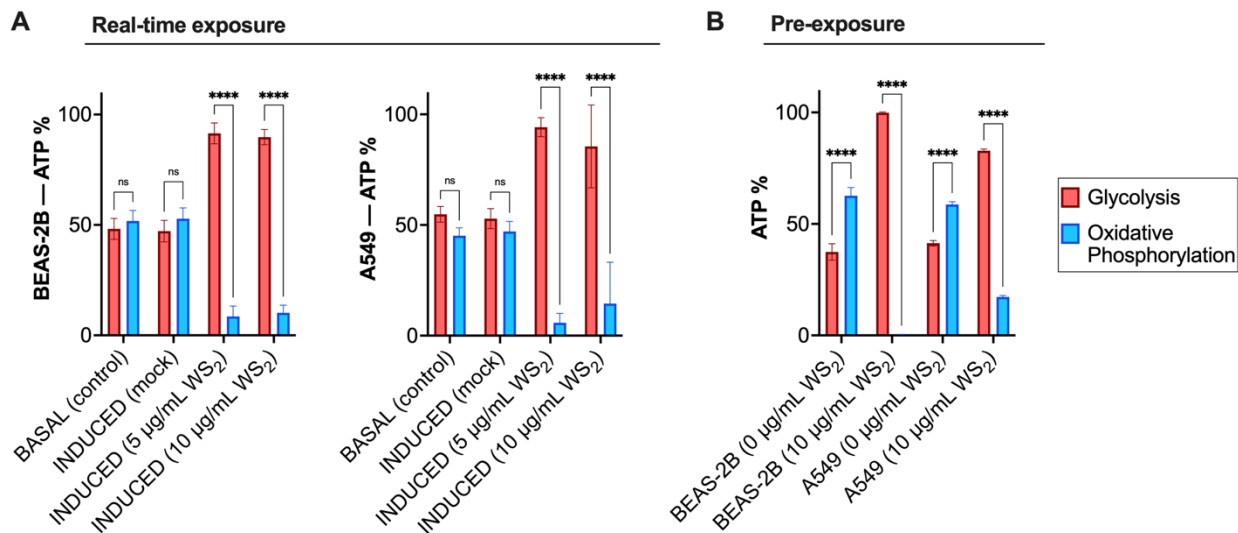 A
Real-time exposure
BEAS-2B — ATP %
100
50
0
ns
ns
****
****
BASAL (control)
INDUCED (mock)
INDUCED (5 µg/mL WS₂)
INDUCED (10 µg/mL WS₂)
A549 — ATP %
100
50
0
ns
ns
****
****
BASAL (control)
INDUCED (mock)
INDUCED (5 µg/mL WS₂)
INDUCED (10 µg/mL WS₂)
B
Pre-exposure
ATP %
100
50
0
****
****
****
****
BEAS-2B (0 µg/mL WS₂)
BEAS-2B (10 µg/mL WS₂)
A549 (0 µg/mL WS₂)
A549 (10 µg/mL WS₂)
Glycolysis
Oxidative
Phosphorylation